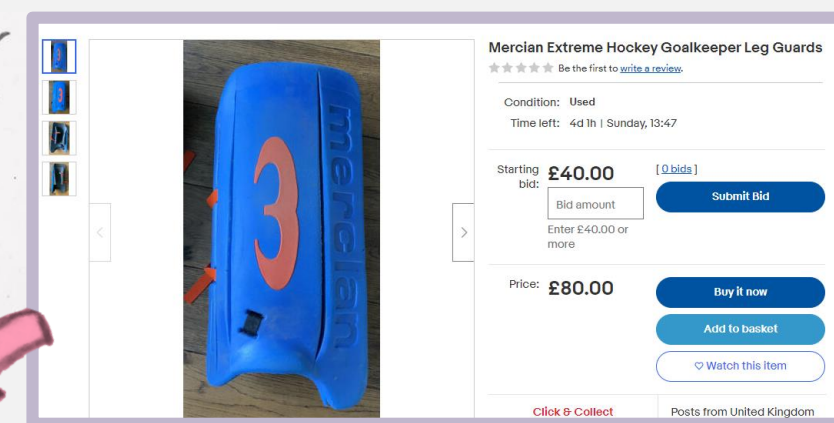 Mercian Extreme Hockey Goalkeeper Leg Guards
Be the first to write a review.
Condition: Used
Time left: 4d 1h | Sunday, 13:47
Starting bid: £40.00 [ 0 bids ]
Bid amount
Submit Bid
Enter £40.00 or
more
Price: £80.00
Buy it now
Add to basket
Watch this item
Click & Collect
Posts from United Kingdom
3
mercian